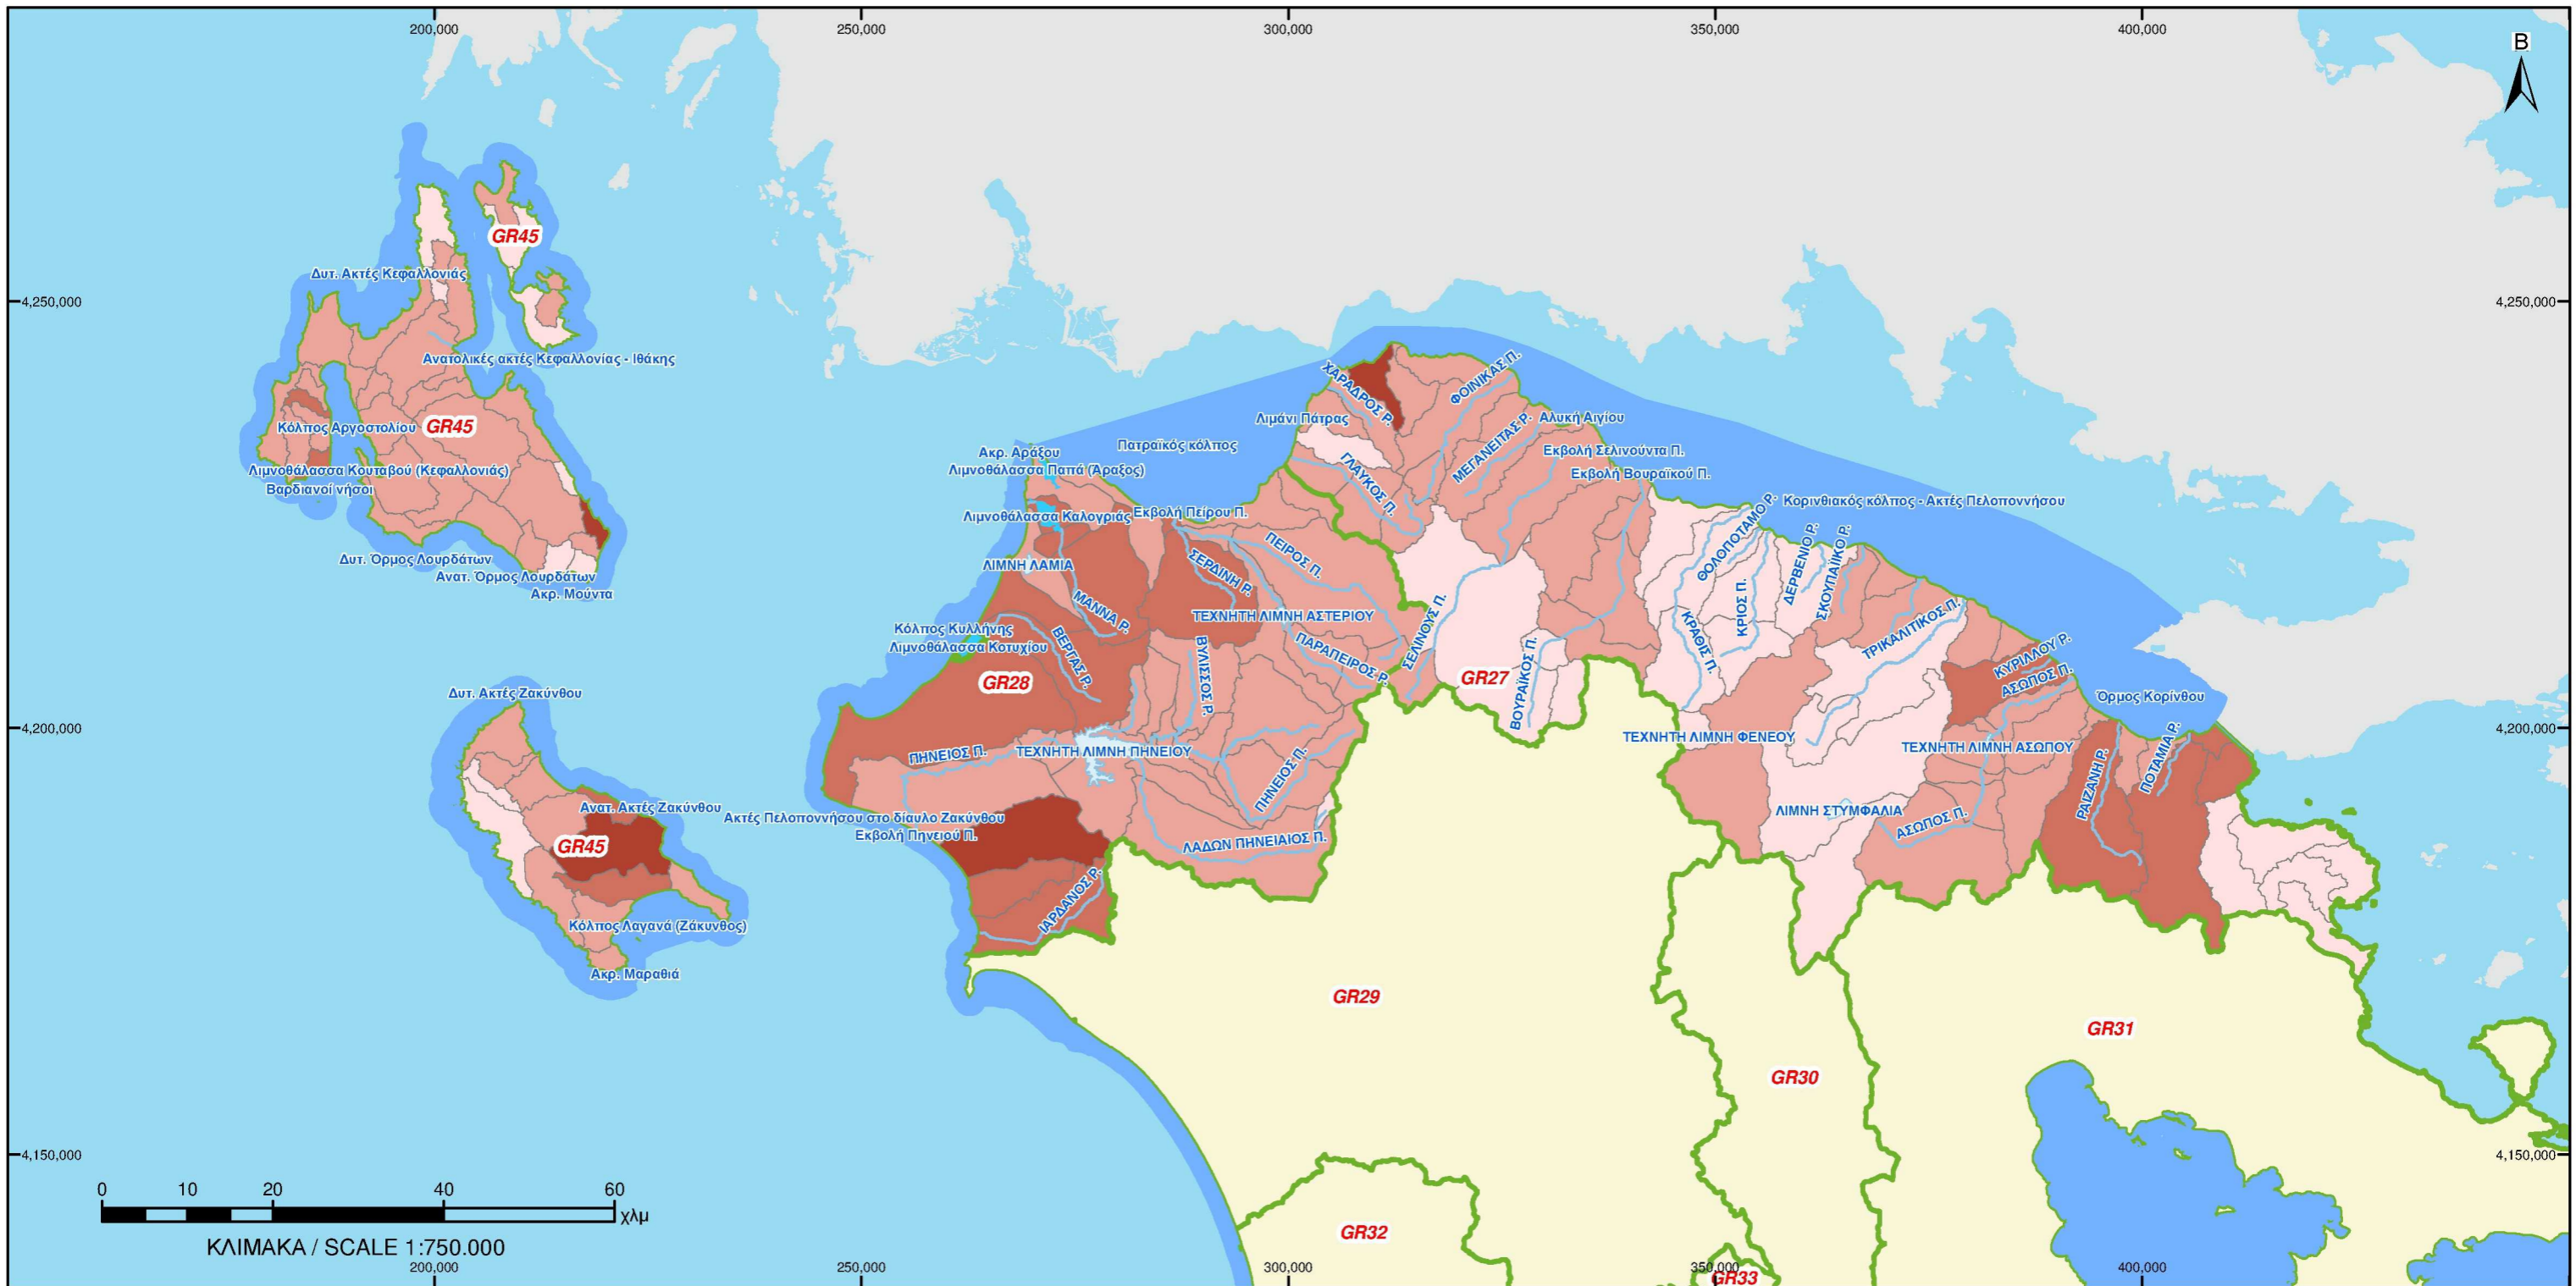 200,000
250,000
300,000
350,000
400,000
Β
GR45
Δυτ. Ακτές Κεφαλλονιάς
4,250,000
4,250,000
Ανατολικές ακτές Κεφαλλονίας - Ιθάκης
ΧΑΡΑΔΡΟΣ Ρ.
ΦΟΙΝΙΚΑΣ Π.
Κόλπος Αργοστολίου
GR45
Λιμάνι Πάτρας
ΜΕΓΑΝΕΙΤΑΣ Ρ.
Αλυκή Αιγίου
Πατραϊκός κόλπος
Ακρ. Αράξου
Εκβολή Σελινούντα Π.
Λιμνοθάλασσα Κουταβού (Κεφαλλονιάς)
Λιμνοθάλασσα Παπά (Άραξος)
Εκβολή Βουραϊκού Π.
Βαρδιανοί νήσοι
ΓΛΑΥΚΟΣ Π.
Κορινθιακός κόλπος - Ακτές Πελοποννήσου
Λιμνοθάλασσα Καλογριάς
Εκβολή Πείρου Π.
ΘΟΛΟΠΟΤΑΜΟ Ρ.
ΠΕΙΡΟΣ Π.
Δυτ. Όρμος Λουρδάτων
ΛΙΜΝΗ ΛΑΜΙΑ
ΣΕΡΔΙΝΗ Ρ.
ΔΕΡΒΕΝΙΟ Ρ.
ΣΚΟΥΠΑΪΚΟ Ρ.
Ανατ. Όρμος Λουρδάτων
Ακρ. Μούντα
ΜΑΝΝΑ Ρ.
ΤΕΧΝΗΤΗ ΛΙΜΝΗ ΑΣΤΕΡΙΟΥ
ΚΡΙΟΣ Π.
Κόλπος Κυλλήνης
Λιμνοθάλασσα Κοτυχίου
ΒΕΡΓΑΣ Ρ.
ΣΕΛΙΝΟΥΣ Π.
ΚΡΑΘΙΣ Π.
ΤΡΙΚΑΛΙΤΙΚΟΣ Π.
ΠΑΡΑΠΕΙΡΟΣ Ρ.
ΚΥΡΙΛΛΟΥ Ρ.
GR28
ΒΥΛΙΣΣΟΣ Ρ.
GR27
ΒΟΥΡΑΪΚΟΣ Π.
ΑΣΩΠΟΣ Π.
Δυτ. Ακτές Ζακύνθου
Όρμος Κορίνθου
4,200,000
4,200,000
ΤΕΧΝΗΤΗ ΛΙΜΝΗ ΦΕΝΕΟΥ
ΠΗΝΕΙΟΣ Π.
ΤΕΧΝΗΤΗ ΛΙΜΝΗ ΠΗΝΕΙΟΥ
ΤΕΧΝΗΤΗ ΛΙΜΝΗ ΑΣΩΠΟΥ
ΠΟΤΑΜΙΑ Ρ.
ΠΗΝΕΙΟΣ Π.
ΡΑΙΖΑΝΗ Ρ.
Ανατ. Ακτές Ζακύνθου
Ακτές Πελοποννήσου στο δίαυλο Ζακύνθου
ΛΙΜΝΗ ΣΤΥΜΦΑΛΙΑ
ΑΣΩΠΟΣ Π.
Εκβολή Πηνειού Π.
GR45
ΛΑΔΩΝ ΠΗΝΕΙΑΙΟΣ Π.
ΙΑΡΔΑΝΟΣ Ρ.
Κόλπος Λαγανά (Ζάκυνθος)
Ακρ. Μαραθιά
GR29
GR31
GR30
4,150,000
4,150,000
0 10 20 40 60
χλμ
ΚΛΙΜΑΚΑ / SCALE 1:750.000
GR32
200,000
250,000
300,000
350,000
400,000
GR33